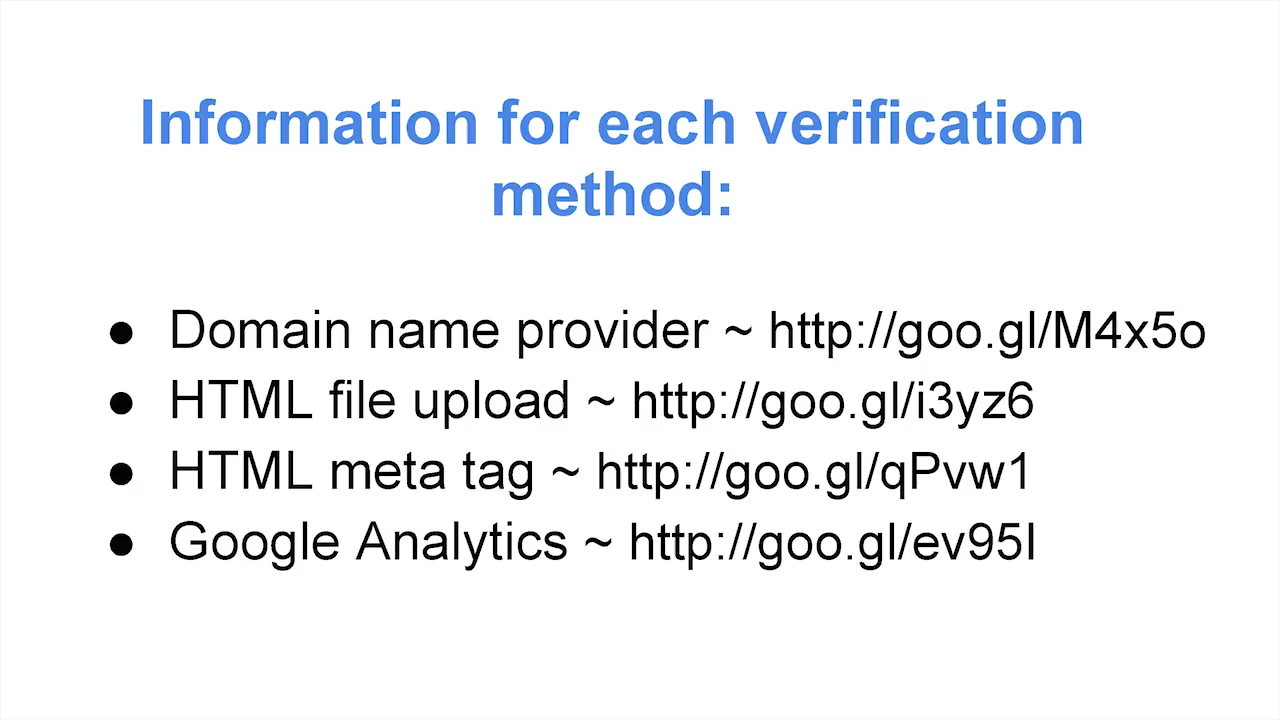 Information for each verification
method:
● Domain name provider ~ http://goo.gl/M4x5o
● HTML file upload ~ http://goo.gl/i3yz6
● HTML meta tag ~ http://goo.gl/qPvw1
● Google Analytics ~ http://goo.gl/ev95I